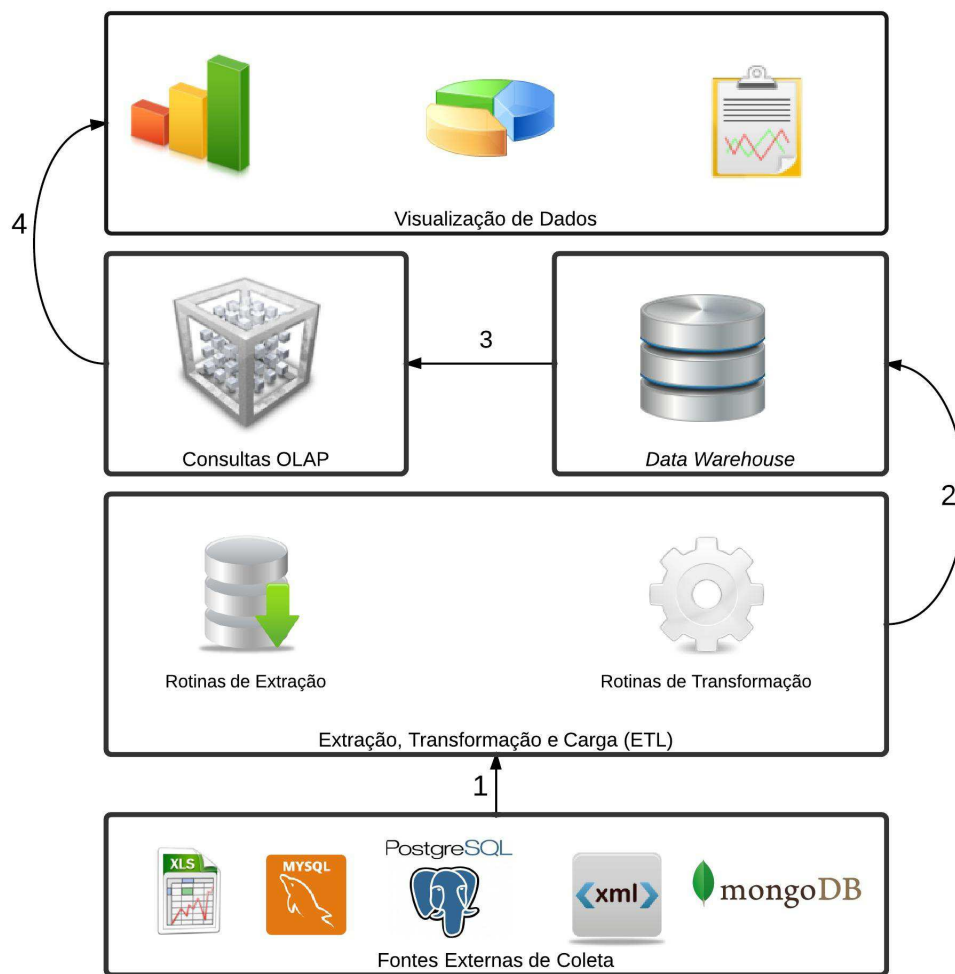 Visualização de Dados
4
3
Consultas OLAP
Data Warehouse
2
Rotinas de Extração
Rotinas de Transformação
Extração, Transformação e Carga (ETL)
1
XLS
MYSQL
PostgreSQL
xml
mongoDB
Fontes Externas de Coleta